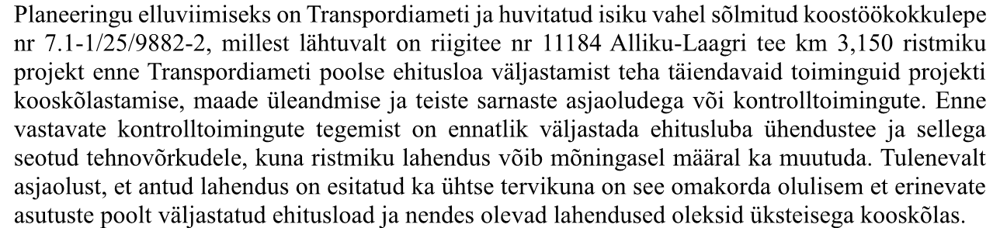 Planeeringu elluviimiseks on Transpordiameti ja huvitatud isiku vahel sõlmitud koostöökokkulepe
nr 7.1-1/25/9882-2, millest lähtuvalt on riigitee nr 11184 Alliku-Laagri tee km 3,150 ristmiku
projekt enne Transpordiameti poolse ehitusloa väljastamist teha täiendavaid toiminguid projekti
kooskõlastamise, maade üleandmise ja teiste sarnaste asjaoludega või kontrolltoimingute. Enne
vastavate kontrolltoimingute tegemist on ennatlik väljastada ehitusluba ühendustee ja sellega
seotud tehnovõrkudele, kuna ristmiku lahendus võib mõningasel määral ka muutuda. Tulenevalt
asjaolust, et antud lahendus on esitatud ka ühtse tervikuna on see omakorda olulisem et erinevate
asutuste poolt väljastatud ehitusload ja nendes olevad lahendused oleksid üksteisega kooskõlas.